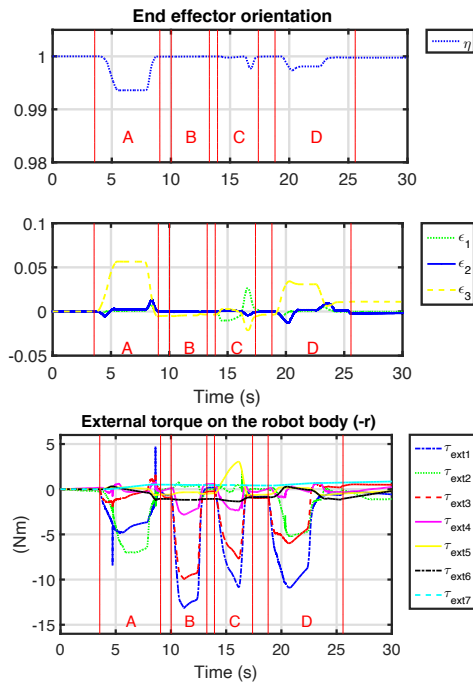 End effector orientation
1
0.99
0.98
A B C D
0 5 10 15 20 25 30
η
0.1
0.05
0
-0.05
A B C D
0 5 10 15 20 25 30
Time (s)
ϵ1
ϵ2
ϵ3
External torque on the robot body (-r)
5
0
-5
-10
-15
(Nm)
A B C D
0 5 10 15 20 25 30
Time (s)
τext1
τext2
τext3
τext4
τext5
τext6
τext7